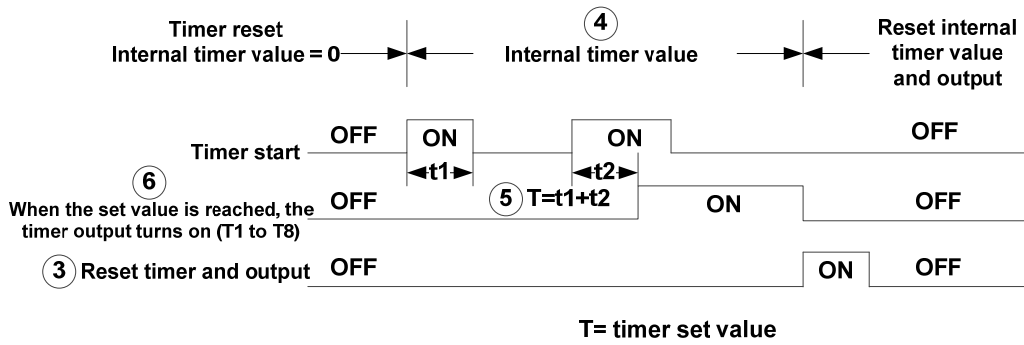 Timer reset
Internal timer value = 0
④
Internal timer value
Reset internal
timer value
and output
Timer start
OFF
ON
ON
OFF
t1
t2
⑥
When the set value is reached, the
timer output turns on (T1 to T8)
OFF
⑤ T=t1+t2
ON
OFF
③ Reset timer and output
OFF
ON
OFF
T= timer set value